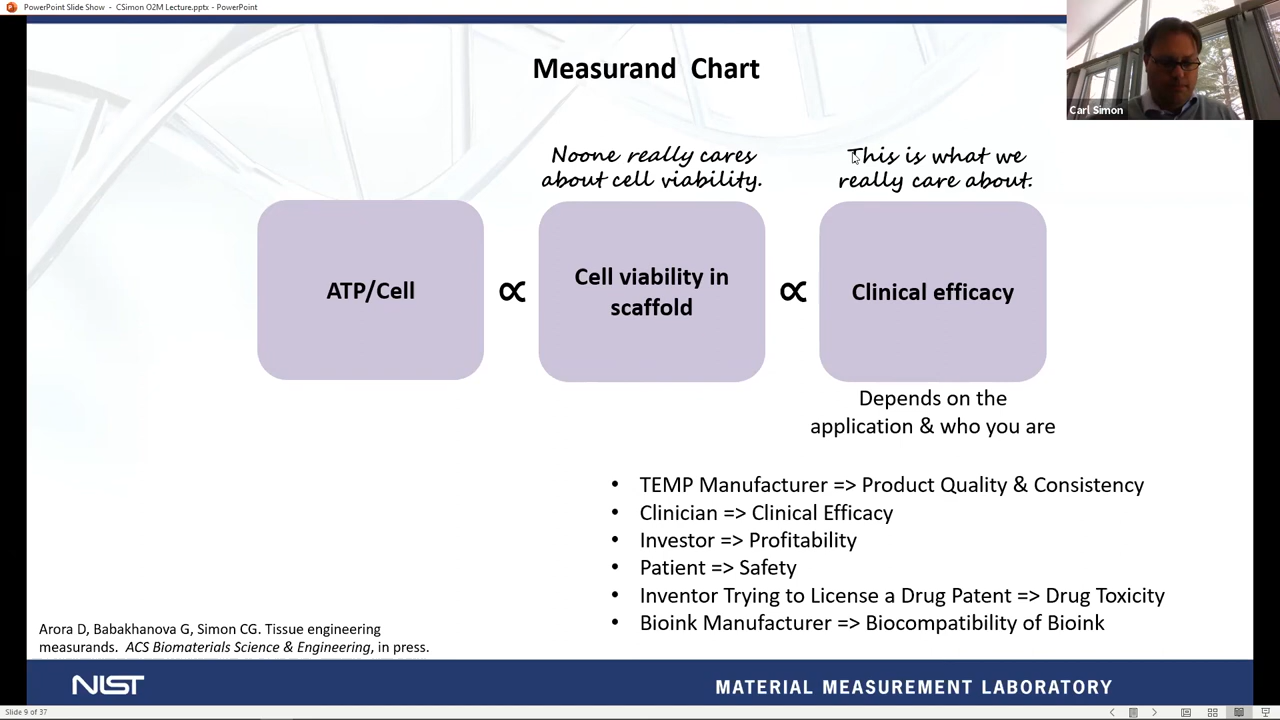 PowerPoint Slide Show - CSimon O2M Lecture.pptx - PowerPoint
Measurand Chart
Carl Simon
Noone really cares
about cell viability.
This is what we
really care about.
ATP/Cell
∝
Cell viability in
scaffold
∝
Clinical efficacy
Depends on the
application & who you are
• TEMP Manufacturer => Product Quality & Consistency
• Clinician => Clinical Efficacy
• Investor => Profitability
• Patient => Safety
• Inventor Trying to License a Drug Patent => Drug Toxicity
• Bioink Manufacturer => Biocompatibility of Bioink
Arora D, Babakhanova G, Simon CG. Tissue engineering
measurands. ACS Biomaterials Science & Engineering, in press.
NIST
MATERIAL MEASUREMENT LABORATORY
Slide 9 of 37